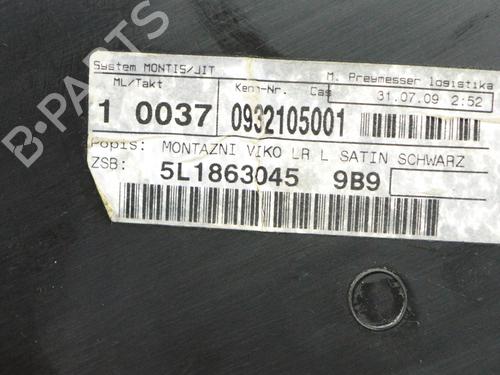 B-PARTS
System MONTIS/JIT
M. Preymesser logistika
ML/Takt
Kenn-Nr.
Cas
31.07.09 2:52
1 0037
0932105001
Popis: MONTAZNI VIKO LR L SATIN SCHWARZ
ZSB: 5L1863045 9B9